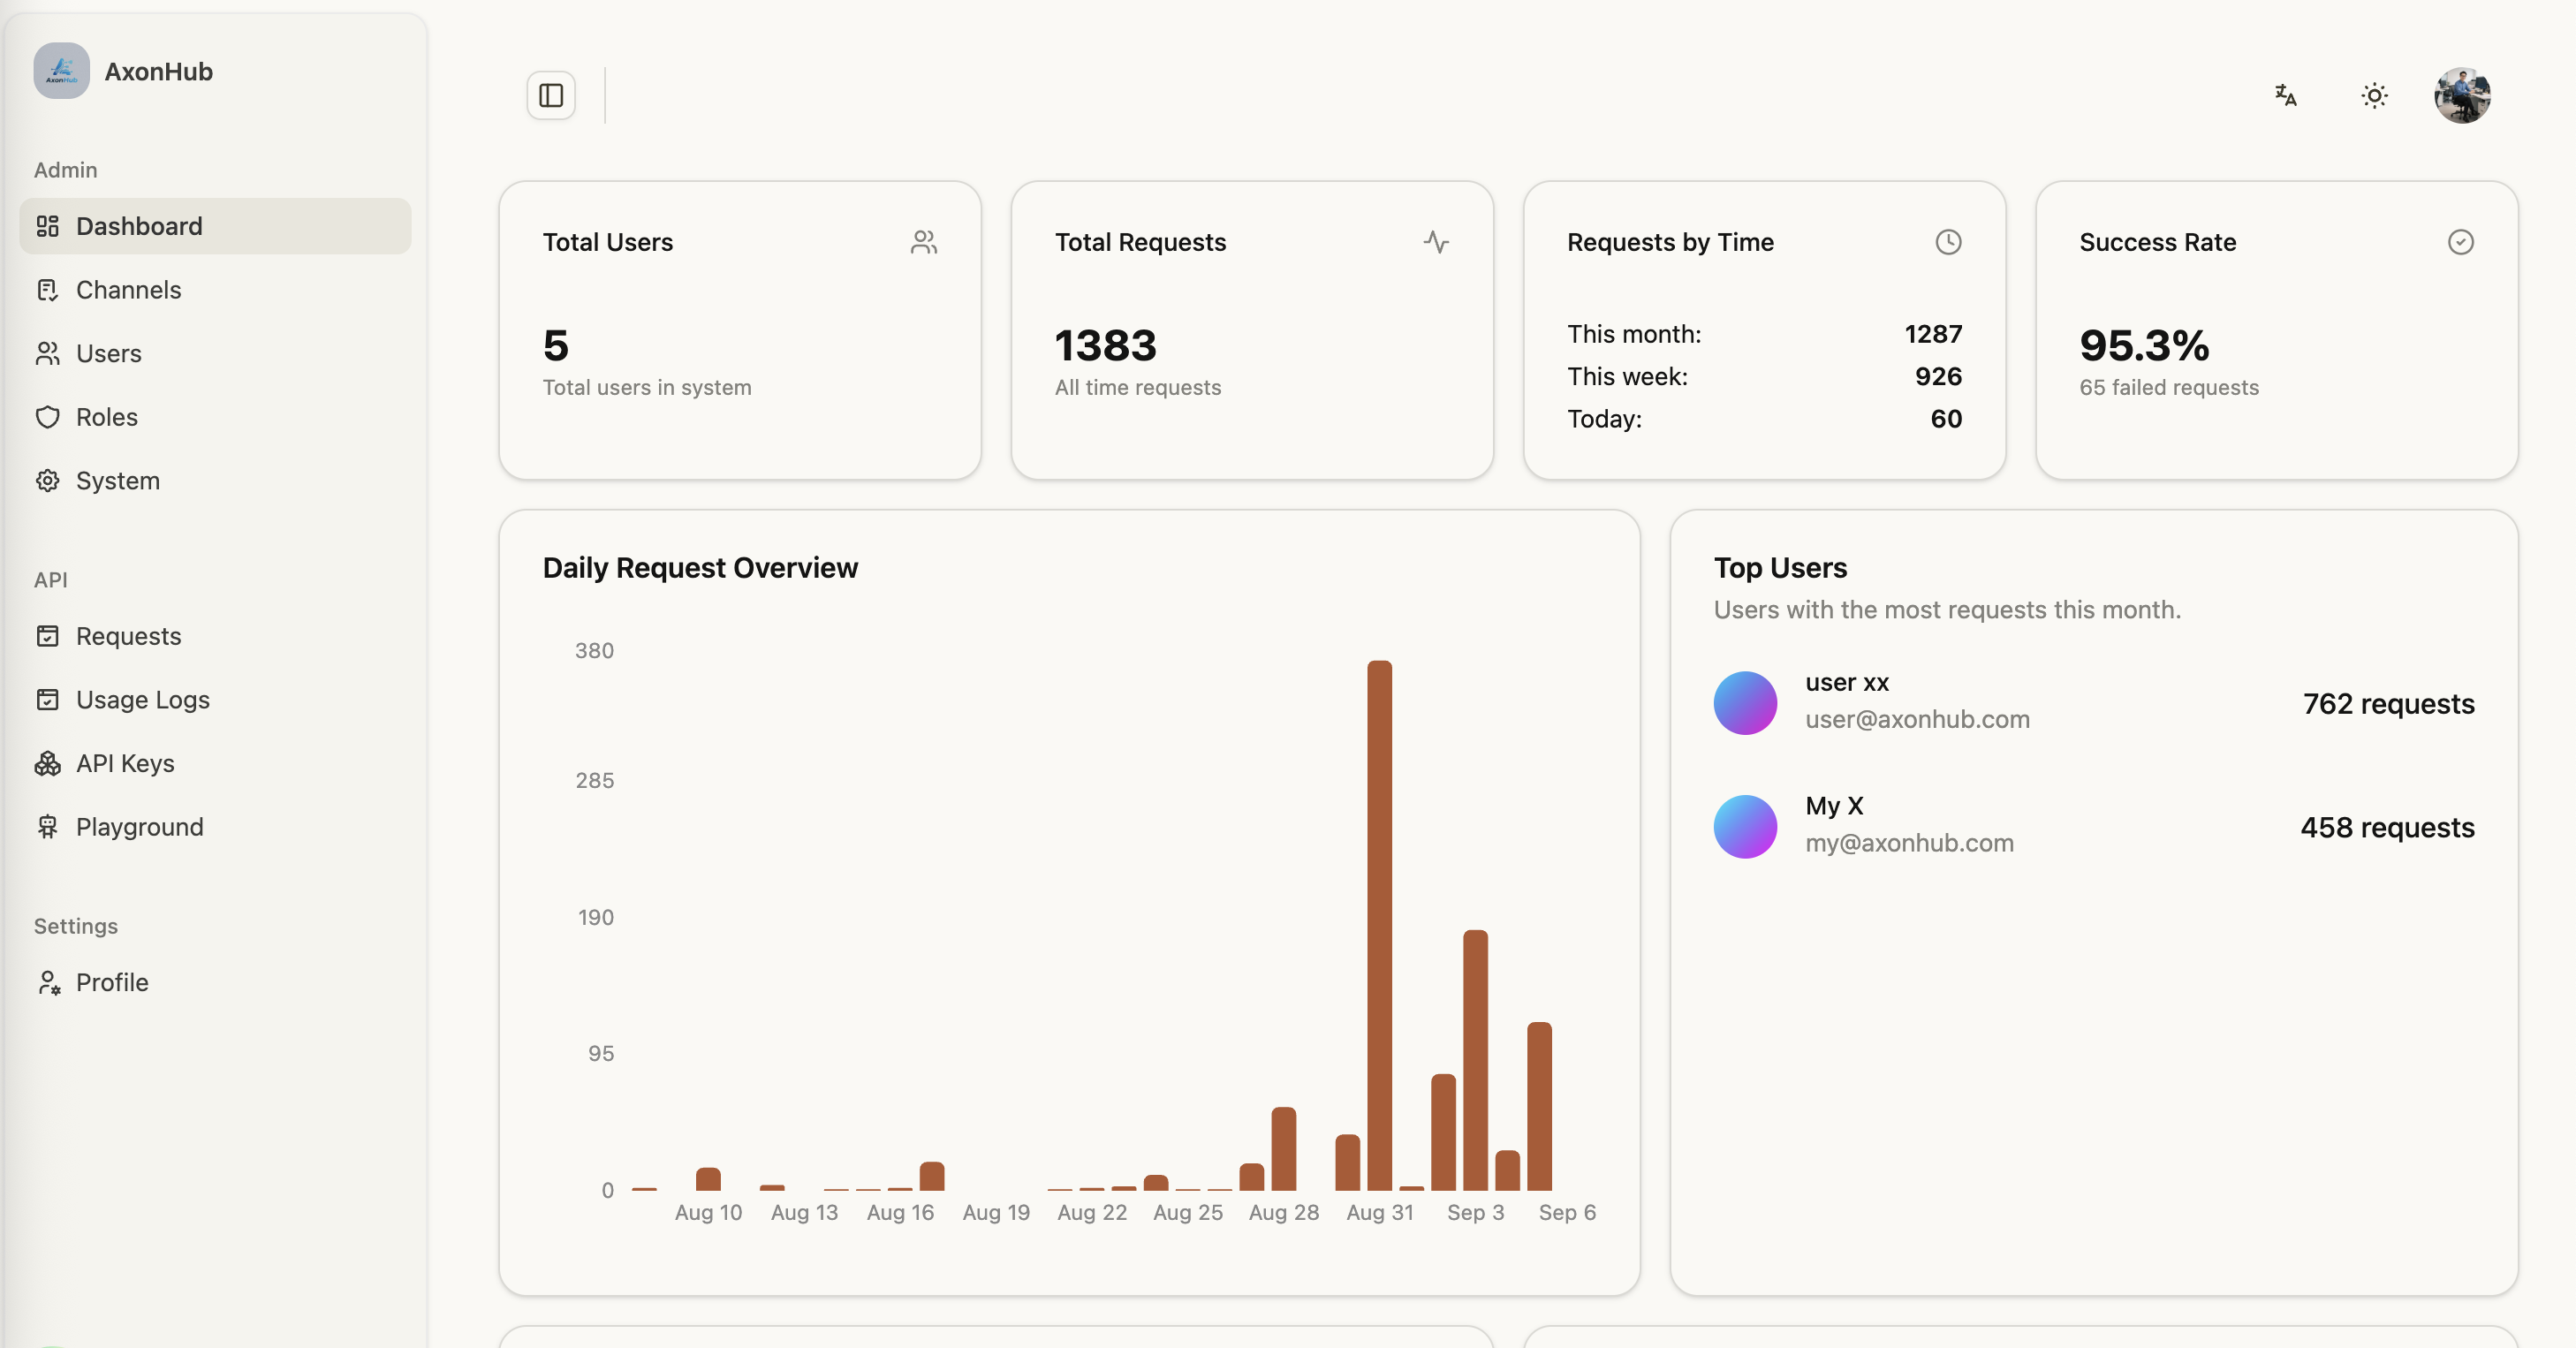 AxonHub
AxonHub
Admin
Dashboard
Channels
Users
Roles
System
API
Requests
Usage Logs
API Keys
Playground
Settings
Profile
Total Users
5
Total users in system
Total Requests
1383
All time requests
Requests by Time
This month: 1287
This week: 926
Today: 60
Success Rate
95.3%
65 failed requests
Daily Request Overview
380
285
190
95
0
Aug 10 Aug 13 Aug 16 Aug 19 Aug 22 Aug 25 Aug 28 Aug 31 Sep 3 Sep 6
Top Users
Users with the most requests this month.
user xx
user@axonhub.com
762 requests
My X
my@axonhub.com
458 requests